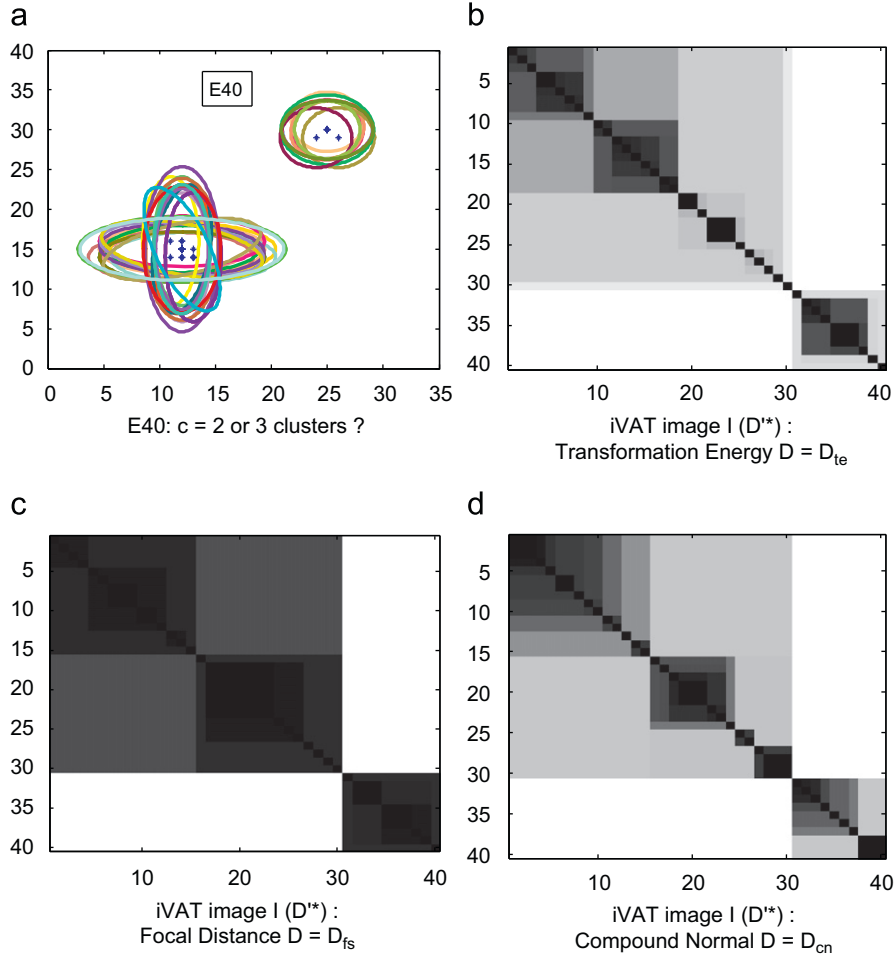 a
40
35
30
25
20
15
10
5
0
E40
0 5 10 15 20 25 30 35
E40: c = 2 or 3 clusters ?
b
5
10
15
20
25
30
35
40
10 20 30 40
iVAT image I (D'*) :
Transformation Energy D = Dte
c
5
10
15
20
25
30
35
40
10 20 30 40
iVAT image I (D'*) :
Focal Distance D = Dfs
d
5
10
15
20
25
30
35
40
10 20 30 40
iVAT image I (D'*) :
Compound Normal D = Dcn